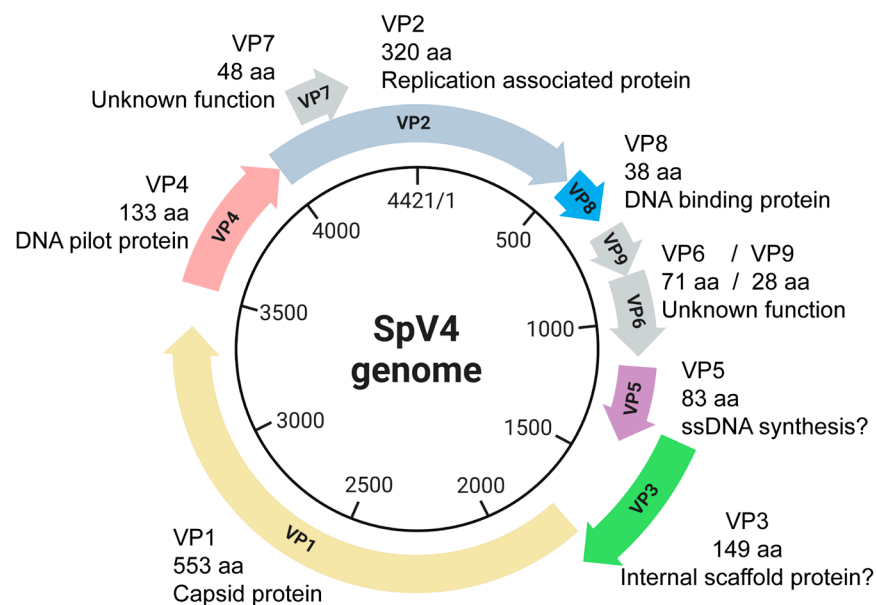 VP7
48 aa
Unknown function
VP2
320 aa
Replication associated protein
VP7
VP2
VP8
38 aa
DNA binding protein
VP8
VP4
133 aa
DNA pilot protein
VP4
4421/1
4000
500
VP9
VP6 / VP9
71 aa / 28 aa
Unknown function
VP6
3500
1000
SpV4
genome
VP5
83 aa
ssDNA synthesis?
VP5
3000
1500
2500
2000
VP3
VP3
149 aa
Internal scaffold protein?
VP1
VP1
553 aa
Capsid protein